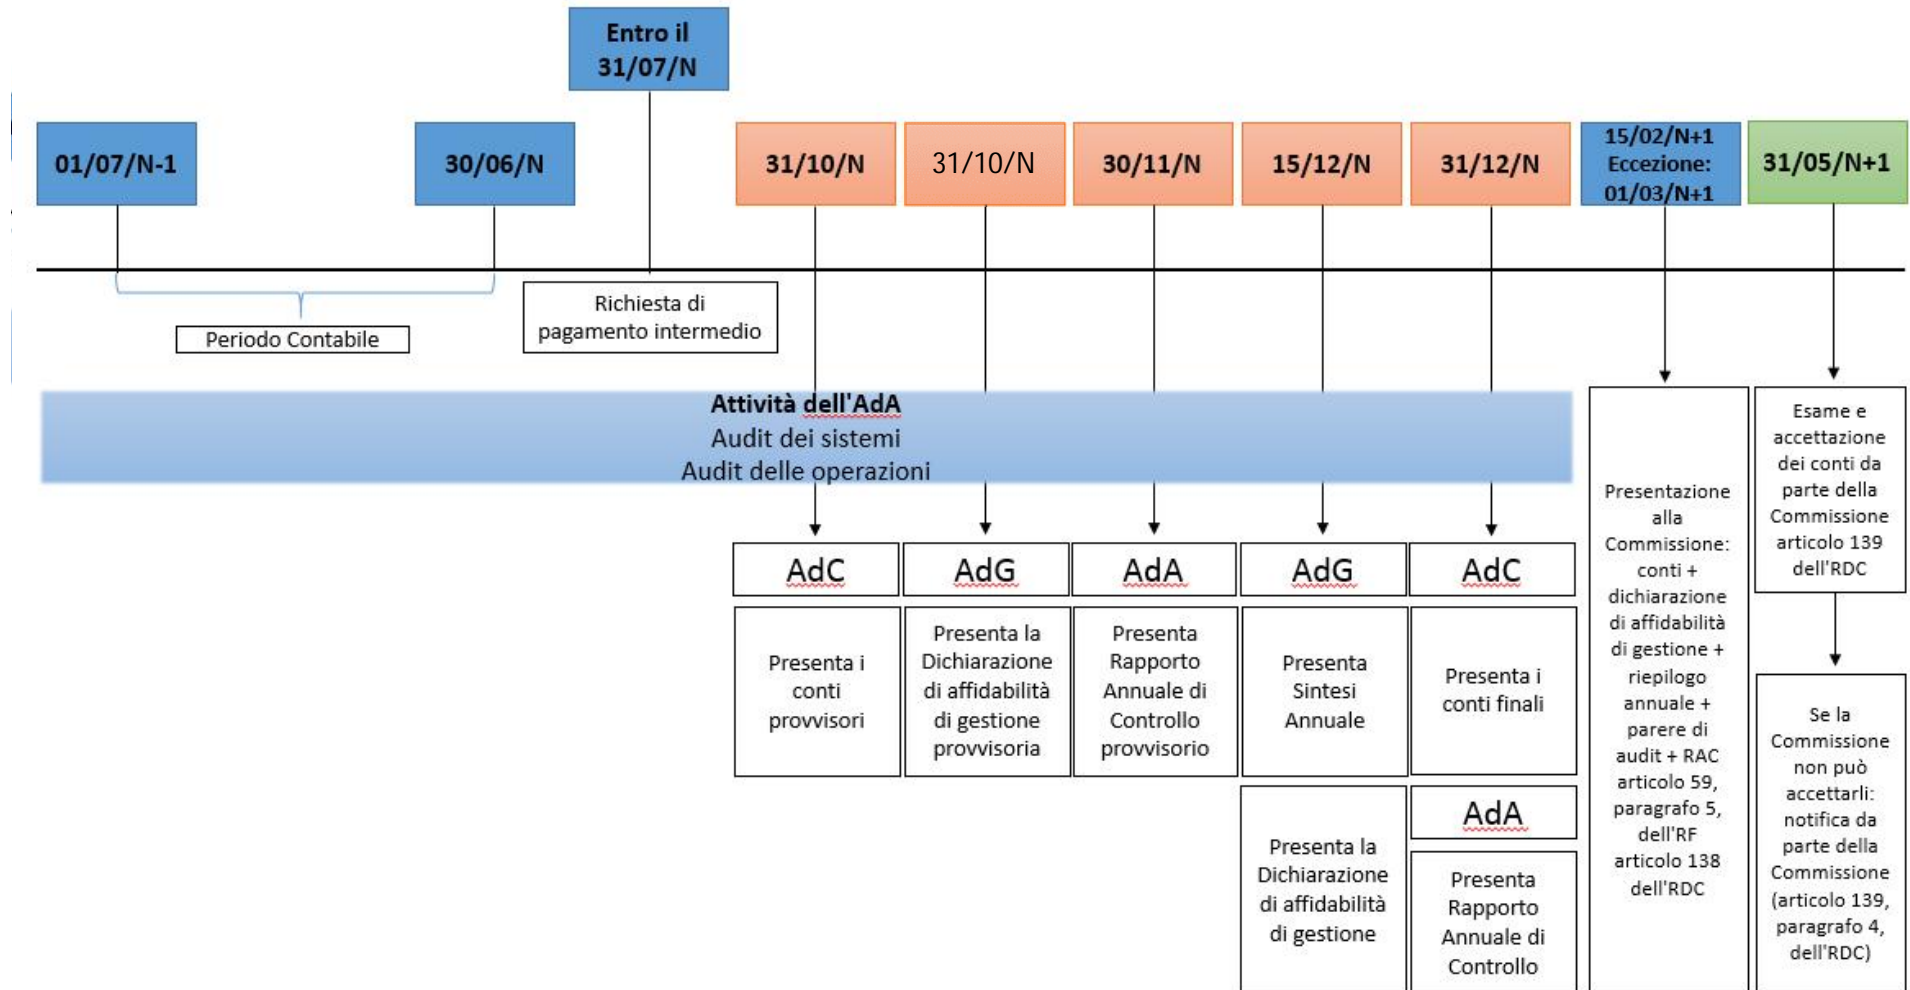 Entro il
31/07/N
01/07/N-1
30/06/N
31/10/N
31/10/N
30/11/N
15/12/N
31/12/N
15/02/N+1
Eccezione:
01/03/N+1
31/05/N+1
Periodo Contabile
Richiesta di
pagamento intermedio
Attività dell'AdA
Audit dei sistemi
Audit delle operazioni
AdC
Presenta i
conti
provvisori
AdG
Presenta la
Dichiarazione
di affidabilità
di gestione
provvisoria
AdA
Presenta
Rapporto
Annuale di
Controllo
provvisorio
AdG
Presenta
Sintesi
Annuale
Presenta la
Dichiarazione
di affidabilità
di gestione
AdC
Presenta i
conti finali
AdA
Presenta
Rapporto
Annuale di
Controllo
Presentazione
alla
Commissione:
conti +
dichiarazione
di affidabilità
di gestione +
riepilogo
annuale +
parere di
audit + RAC
articolo 59,
paragrafo 5,
dell'RF
articolo 138
dell'RDC
Esame e
accettazione
dei conti da
parte della
Commissione
articolo 139
dell'RDC
Se la
Commissione
non può
accettarli:
notifica da
parte della
Commissione
(articolo 139,
paragrafo 4,
dell'RDC)